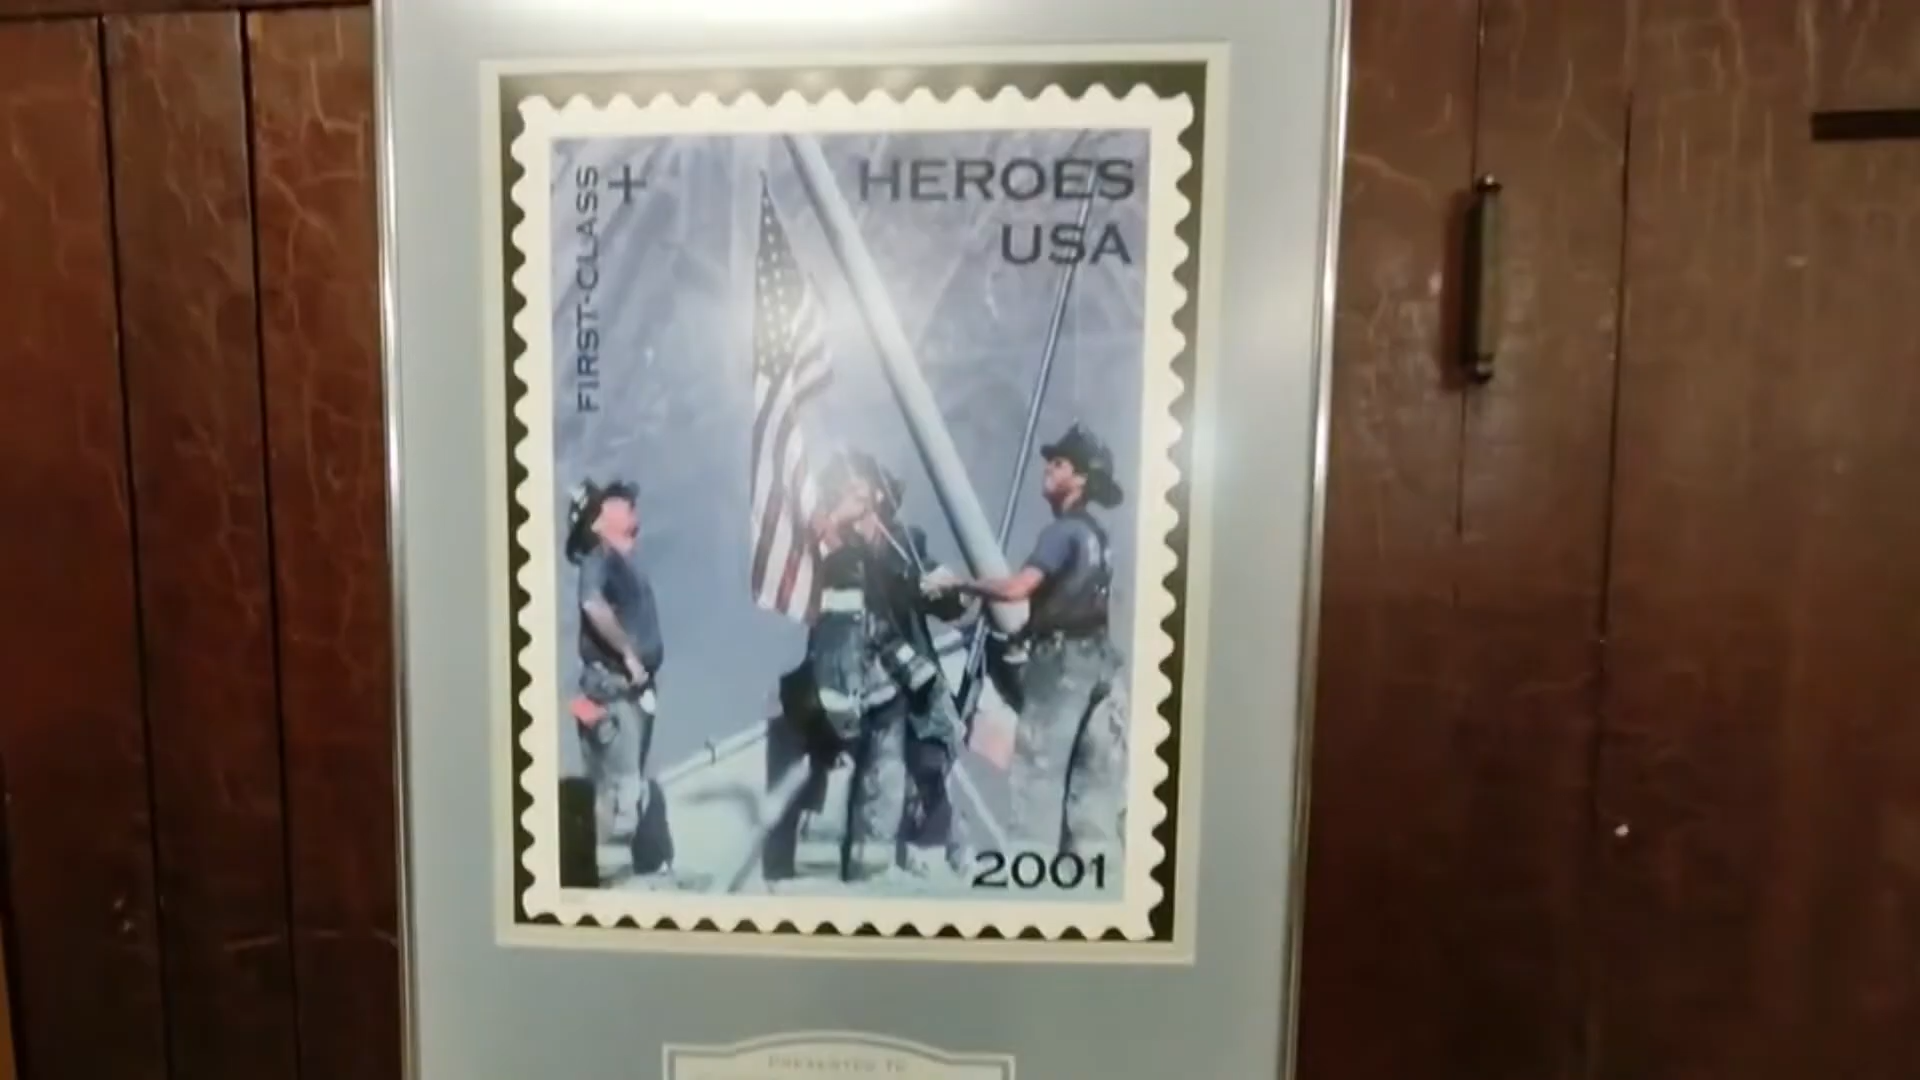 FIRST-CLASS
+
HEROES
USA
2001
PRESENTED TO